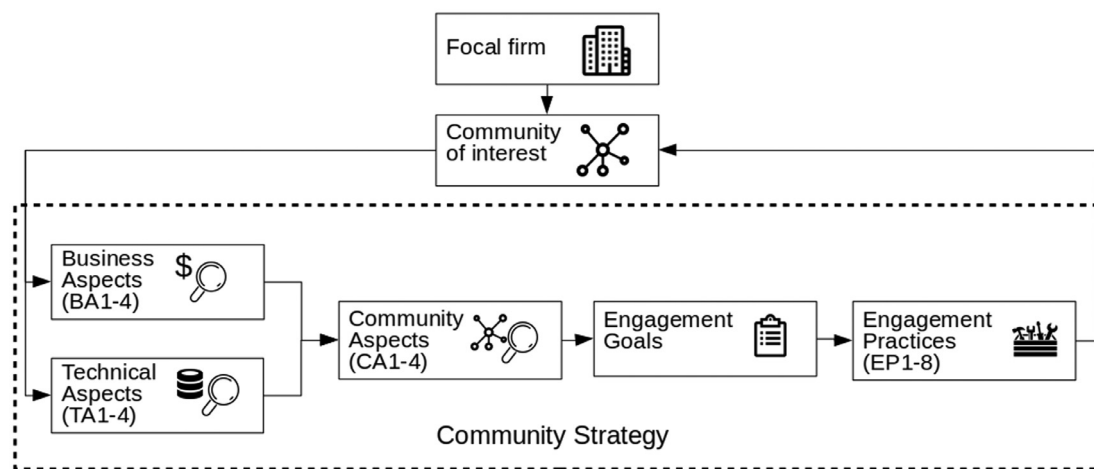 Focal firm
Community
of interest
Business
Aspects
(BA1-4)
$
Technical
Aspects
(TA1-4)
Community
Aspects
(CA1-4)
Engagement
Goals
Engagement
Practices
(EP1-8)
Community Strategy